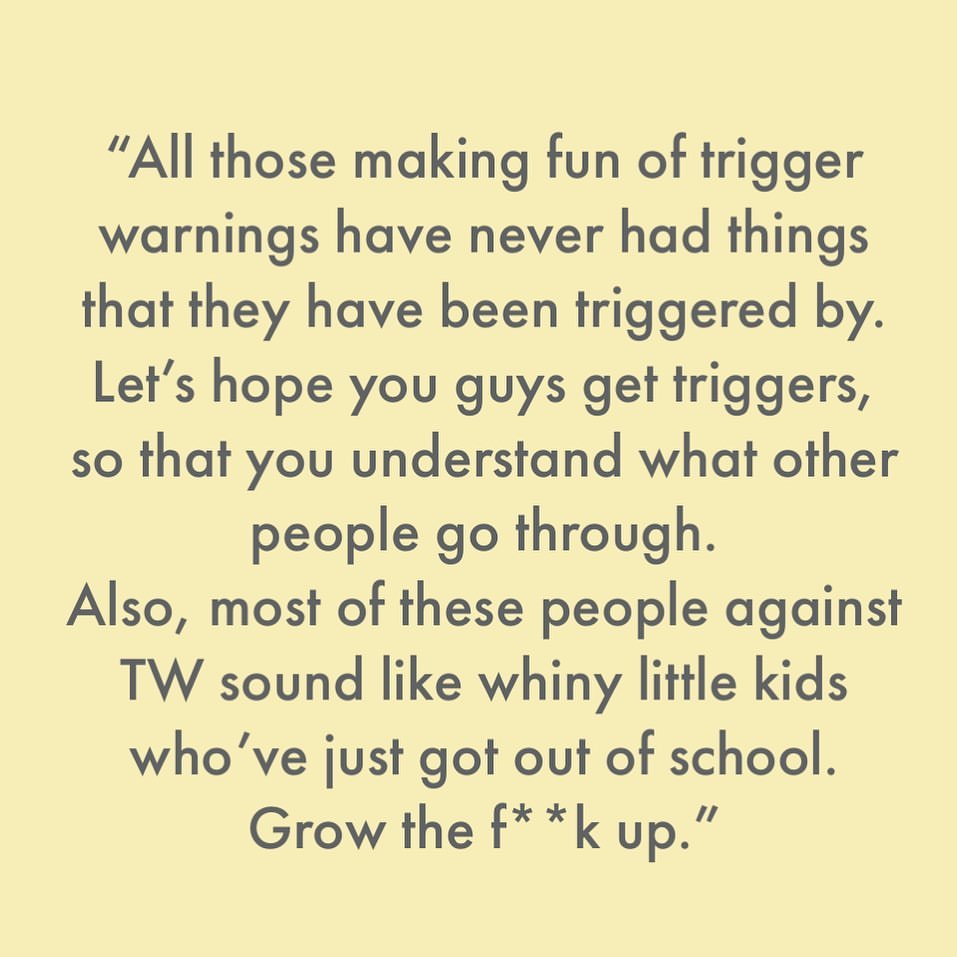 “All those making fun of trigger
warnings have never had things
that they have been triggered by.
Let’s hope you guys get triggers,
so that you understand what other
people go through.
Also, most of these people against
TW sound like whiny little kids
who’ve just got out of school.
Grow the f**k up.”